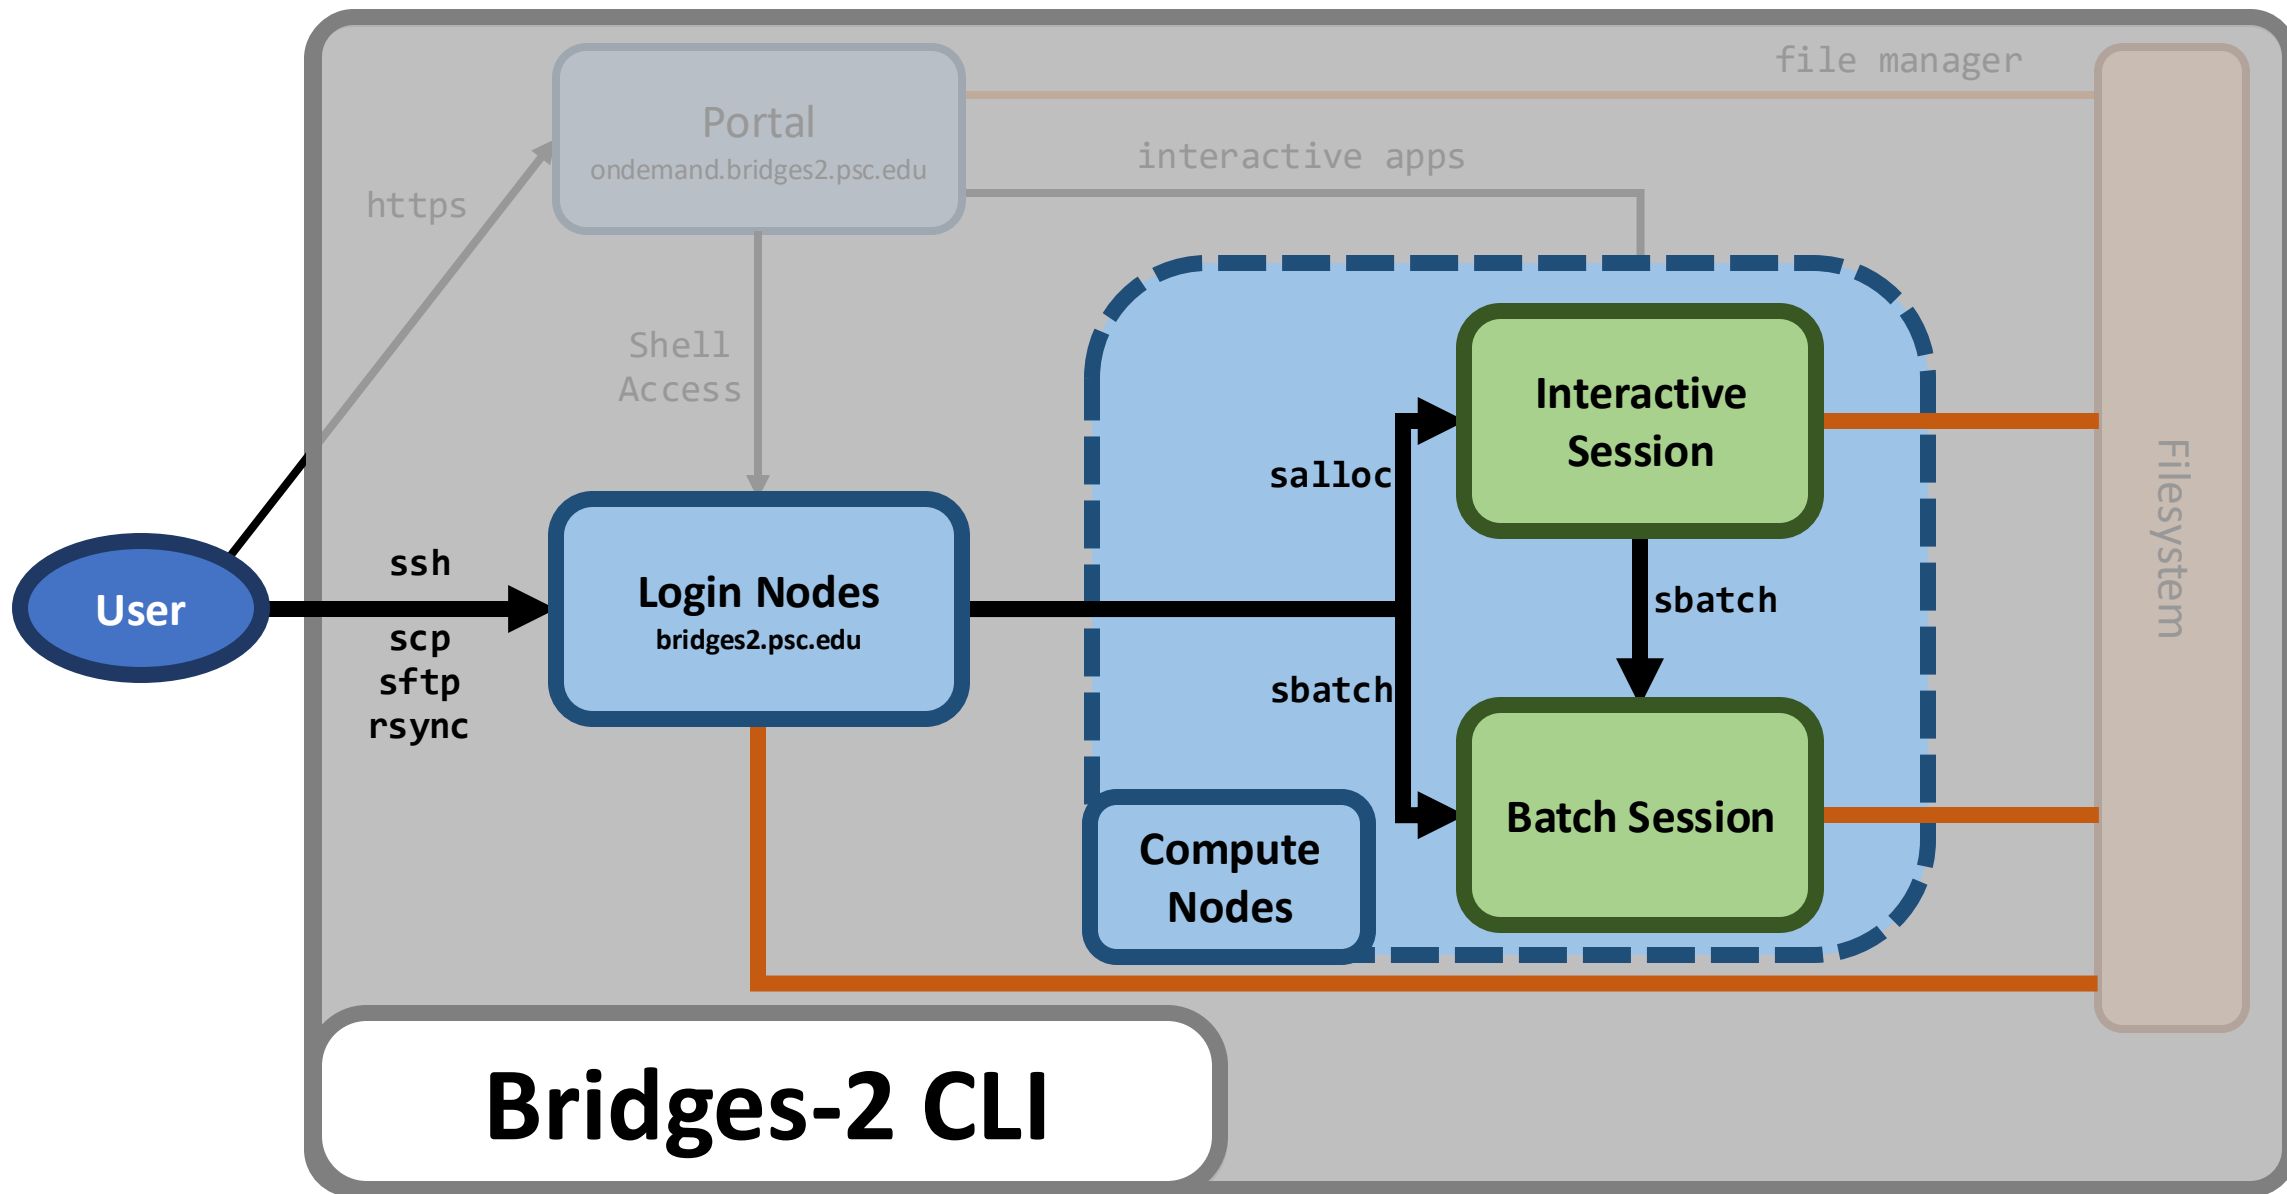 file manager
Portal
ondemand.bridges2.psc.edu
interactive apps
https
Shell
Access
Interactive
Session
salloc
Filesystem
ssh
Login Nodes
bridges2.psc.edu
User
sbatch
scp
sftp
rsync
sbatch
Batch Session
Compute
Nodes
Bridges-2 CLI